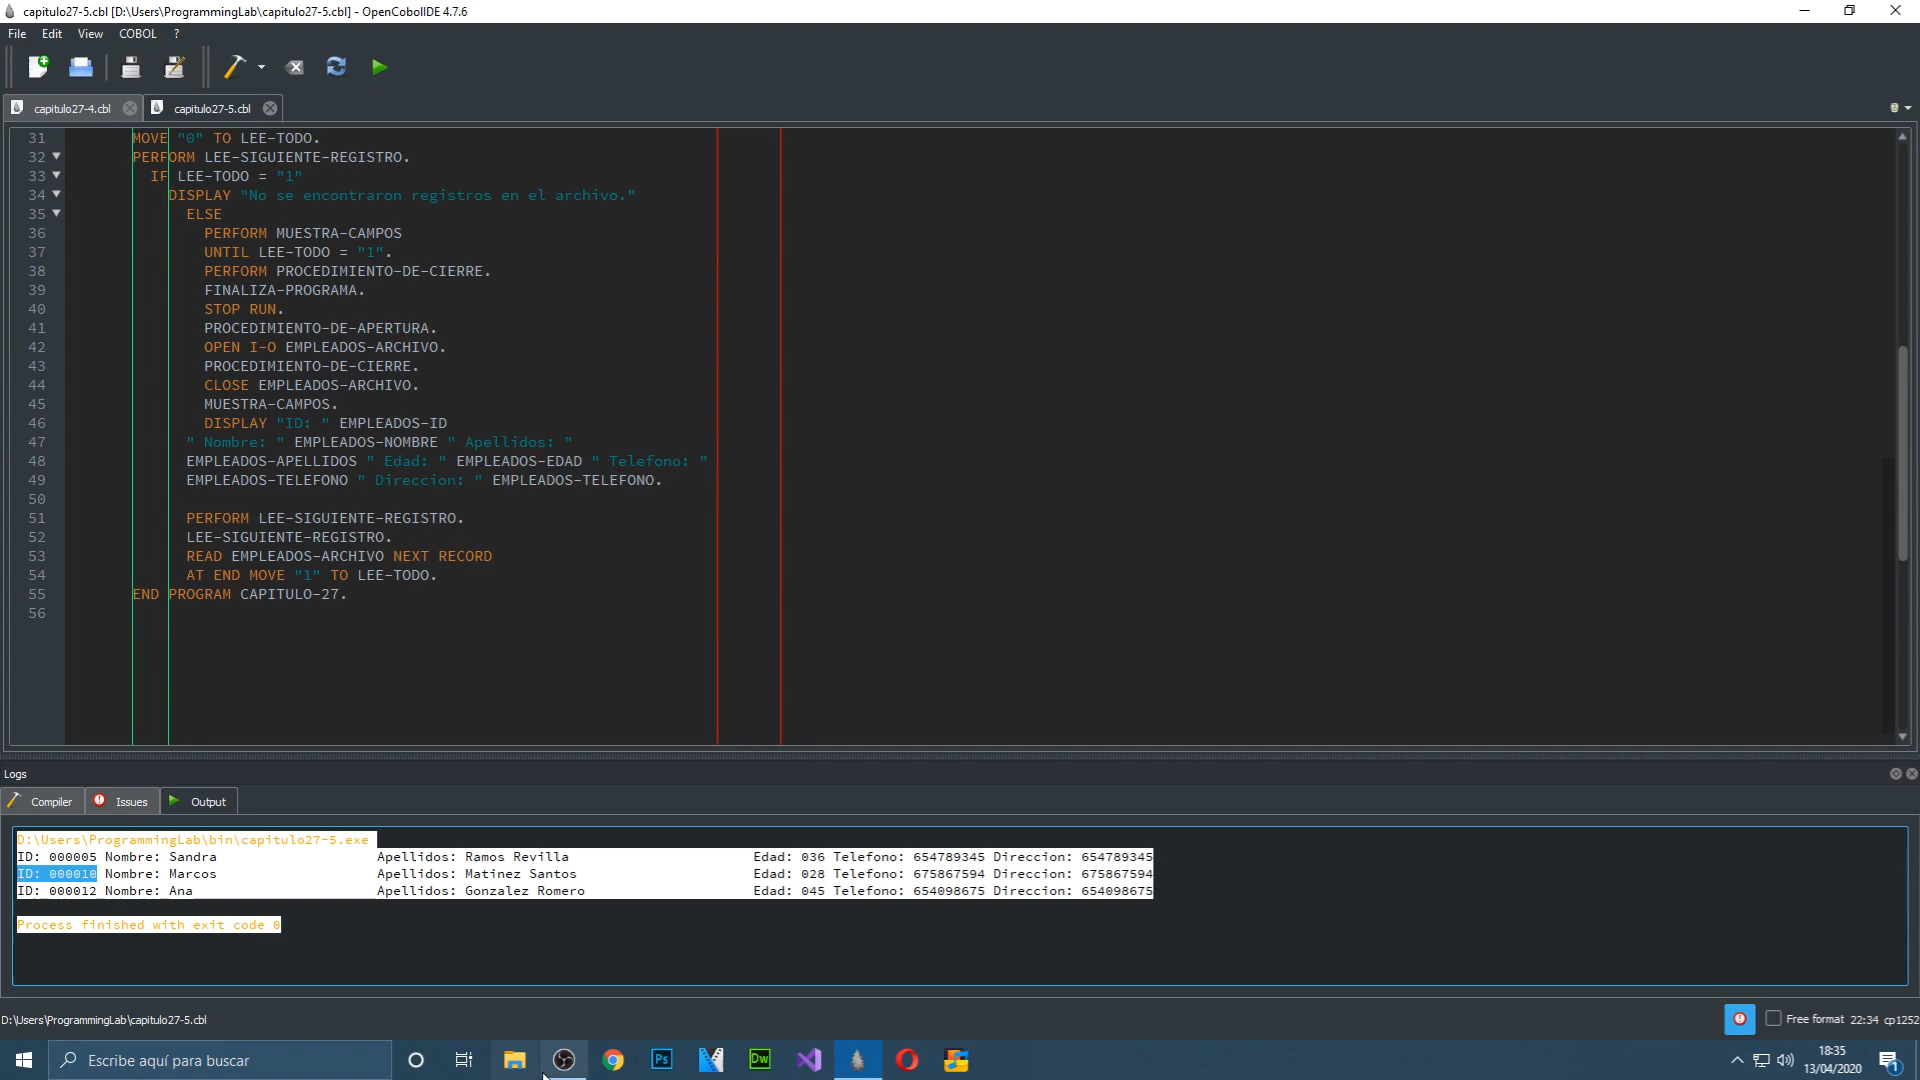 capitulo27-5.cbl [D:\Users\ProgrammingLab\capitulo27-5.cbl] - OpenCobolIDE 4.7.6
File Edit View COBOL ?
capitulo27-4.cbl capitulo27-5.cbl
31 MOVE "0" TO LEE-TODO.
32 PERFORM LEE-SIGUIENTE-REGISTRO.
33 IF LEE-TODO = "1"
34 DISPLAY "No se encontraron registros en el archivo."
35 ELSE
36 PERFORM MUESTRA-CAMPOS
37 UNTIL LEE-TODO = "1".
38 PERFORM PROCEDIMIENTO-DE-CIERRE.
39 FINALIZA-PROGRAMA.
40 STOP RUN.
41 PROCEDIMIENTO-DE-APERTURA.
42 OPEN I-O EMPLEADOS-ARCHIVO.
43 PROCEDIMIENTO-DE-CIERRE.
44 CLOSE EMPLEADOS-ARCHIVO.
45 MUESTRA-CAMPOS.
46 DISPLAY "ID: " EMPLEADOS-ID
47 " Nombre: " EMPLEADOS-NOMBRE " Apellidos: "
48 EMPLEADOS-APELLIDOS " Edad: " EMPLEADOS-EDAD " Telefono: "
49 EMPLEADOS-TELEFONO " Direccion: " EMPLEADOS-TELEFONO.
50
51 PERFORM LEE-SIGUIENTE-REGISTRO.
52 LEE-SIGUIENTE-REGISTRO.
53 READ EMPLEADOS-ARCHIVO NEXT RECORD
54 AT END MOVE "1" TO LEE-TODO.
55 END PROGRAM CAPITULO-27.
56
Logs
Compiler Issues Output
D:\Users\ProgrammingLab\bin\capitulo27-5.exe
ID: 000005 Nombre: Sandra Apellidos: Ramos Revilla Edad: 036 Telefono: 654789345 Direccion: 654789345
ID: 000010 Nombre: Marcos Apellidos: Matinez Santos Edad: 028 Telefono: 675867594 Direccion: 675867594
ID: 000012 Nombre: Ana Apellidos: Gonzalez Romero Edad: 045 Telefono: 654098675 Direccion: 654098675
Process finished with exit code 0
D:\Users\ProgrammingLab\capitulo27-5.cbl Free format 22:34 cp1252
Escribe aquí para buscar
Ps Dw
18:35
13/04/2020
1